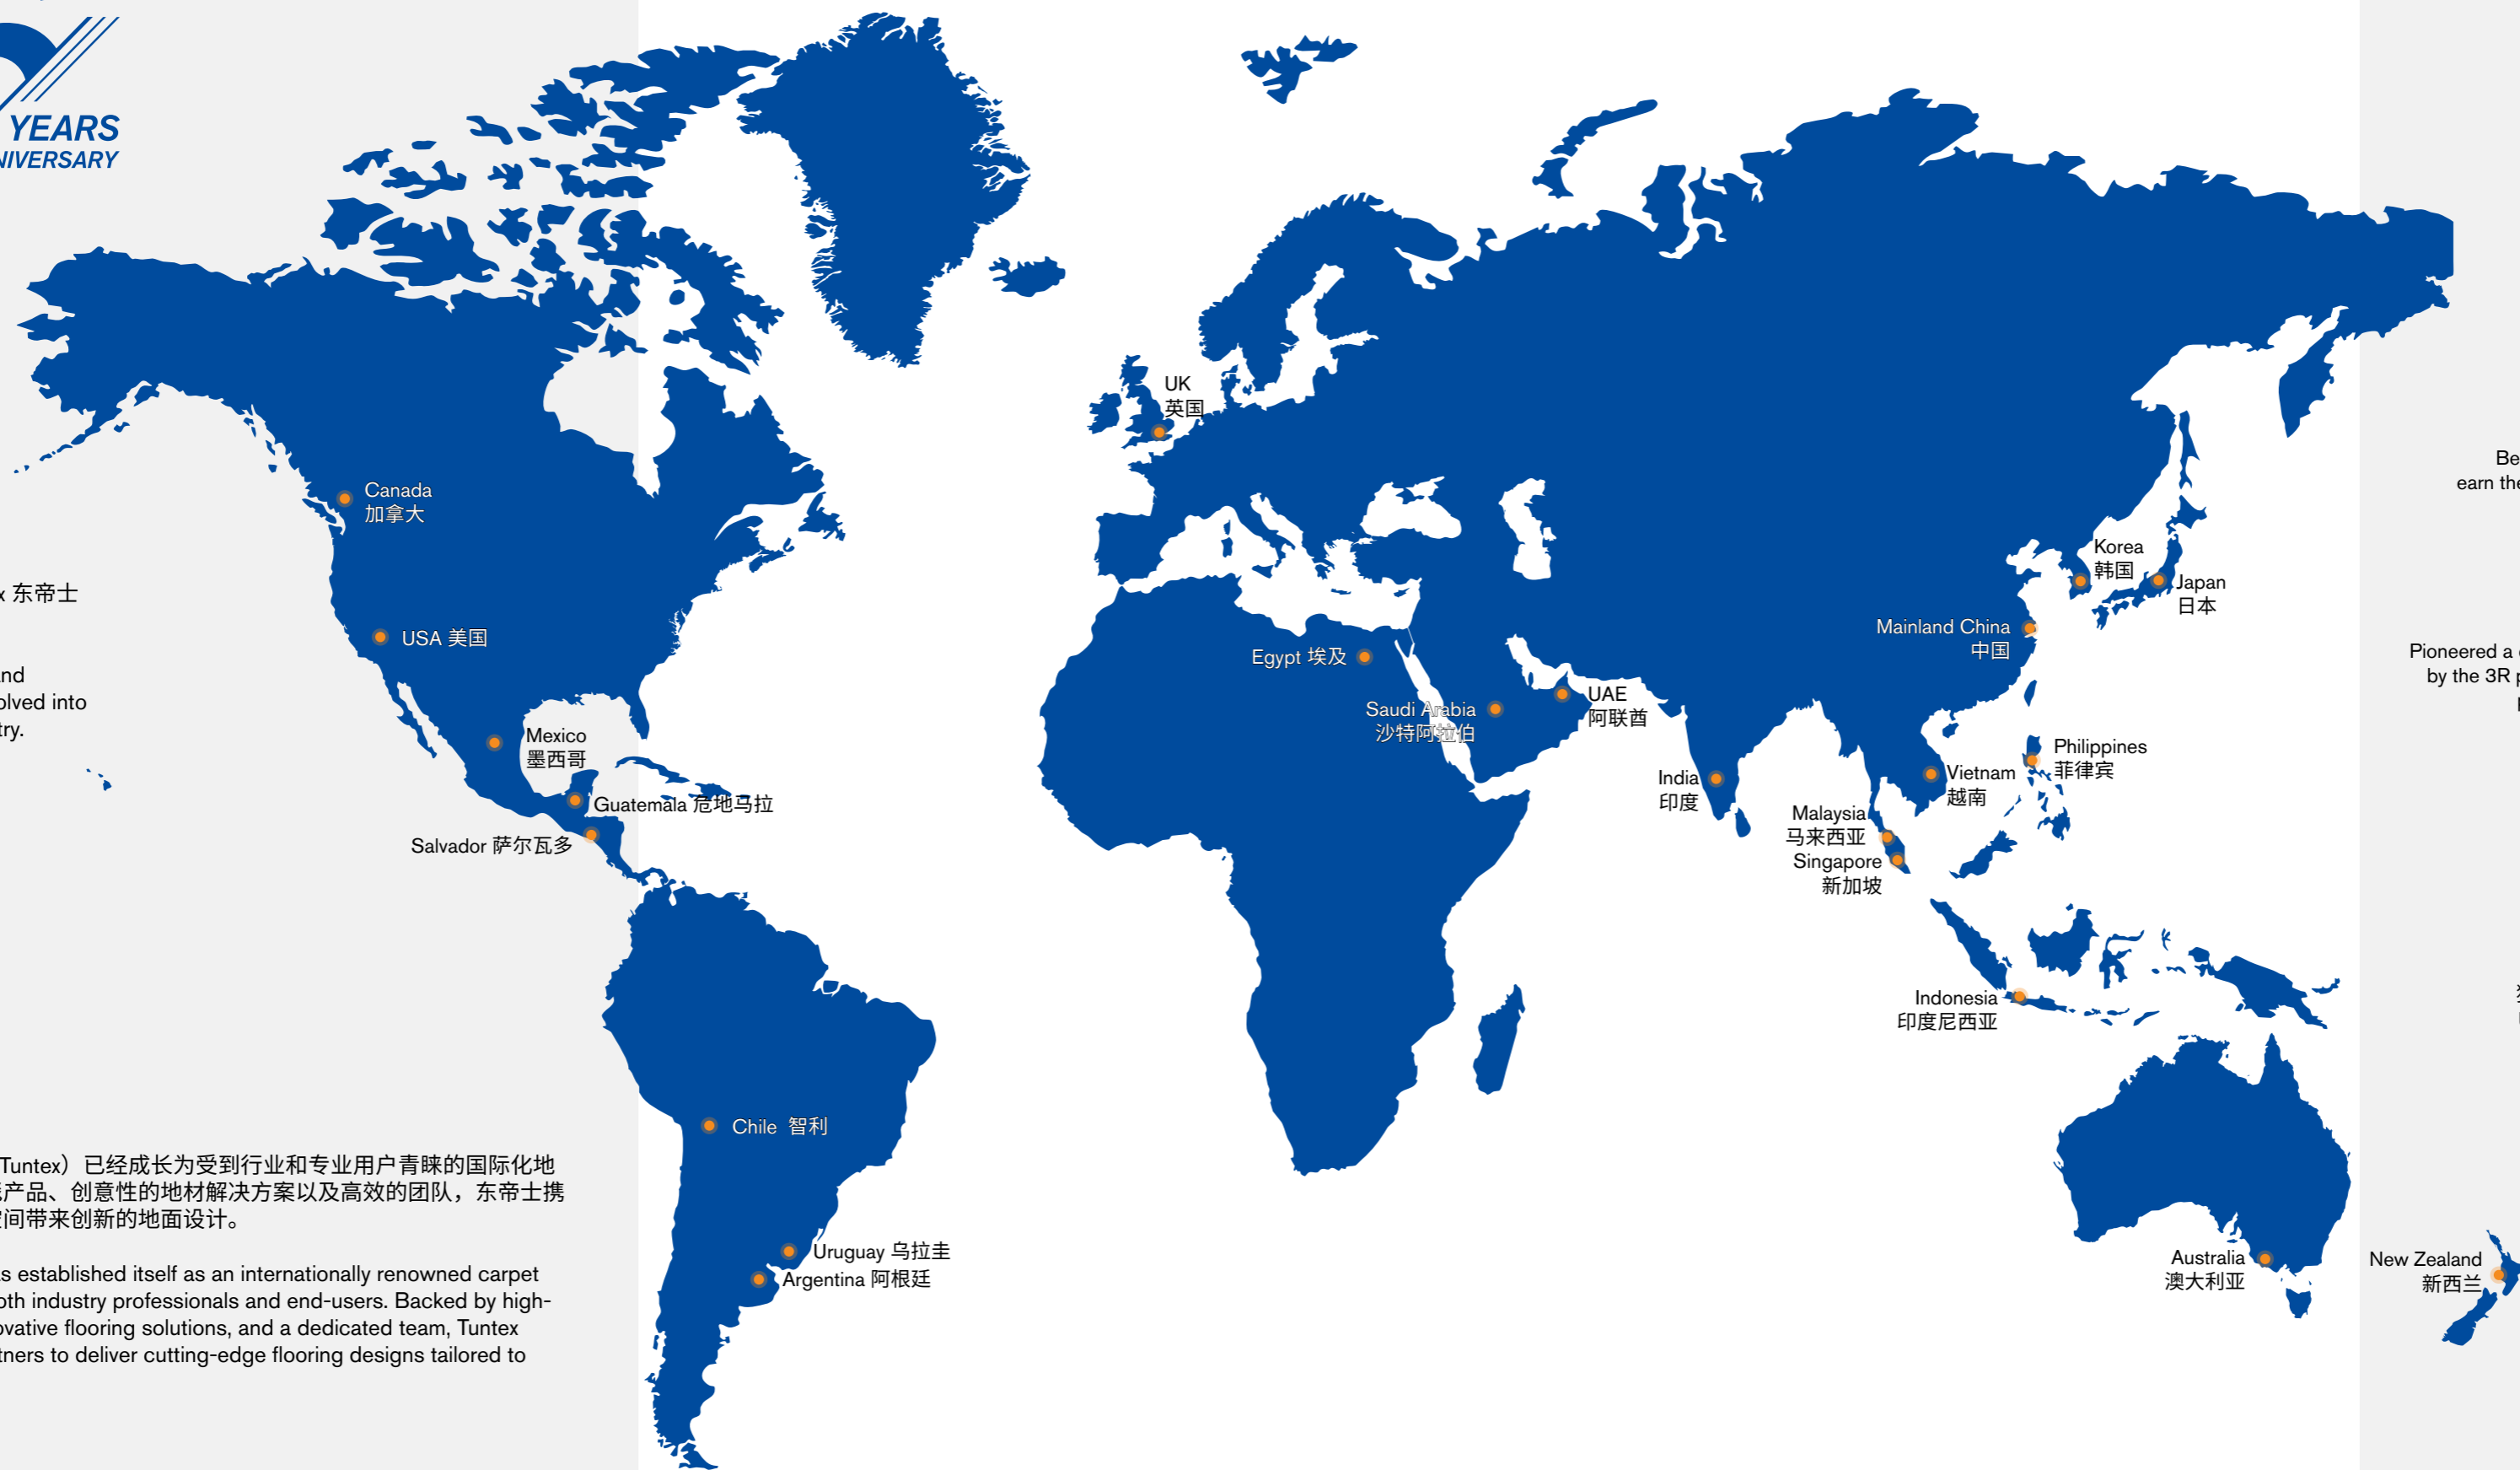 YEARS
NIVERSARY
UK
英国
Canada
加拿大
Be
earn the
Korea
韩国
Japan
日本
x 东帝士
Mainland China
中国
USA 美国
Egypt 埃及
Pioneered a
by the 3R p
nd
olved into
try.
UAE
阿联酋
Saudi Arabia
沙特阿拉伯
Mexico
墨西哥
Philippines
菲律宾
Vietnam
越南
India
印度
Guatemala 危地马拉
Malaysia
马来西亚
Salvador 萨尔瓦多
Singapore
新加坡
Indonesia
印度尼西亚
Chile 智利
Tuntex）已经成长为受到行业和专业用户青睐的国际化地
产品、创意性的地材解决方案以及高效的团队，东帝士携
间带来创新的地面设计。
Uruguay 乌拉圭
Argentina 阿根廷
Australia
澳大利亚
New Zealand
新西兰
s established itself as an internationally renowned carpet
oth industry professionals and end-users. Backed by high-
ovative flooring solutions, and a dedicated team, Tuntex
tners to deliver cutting-edge flooring designs tailored to